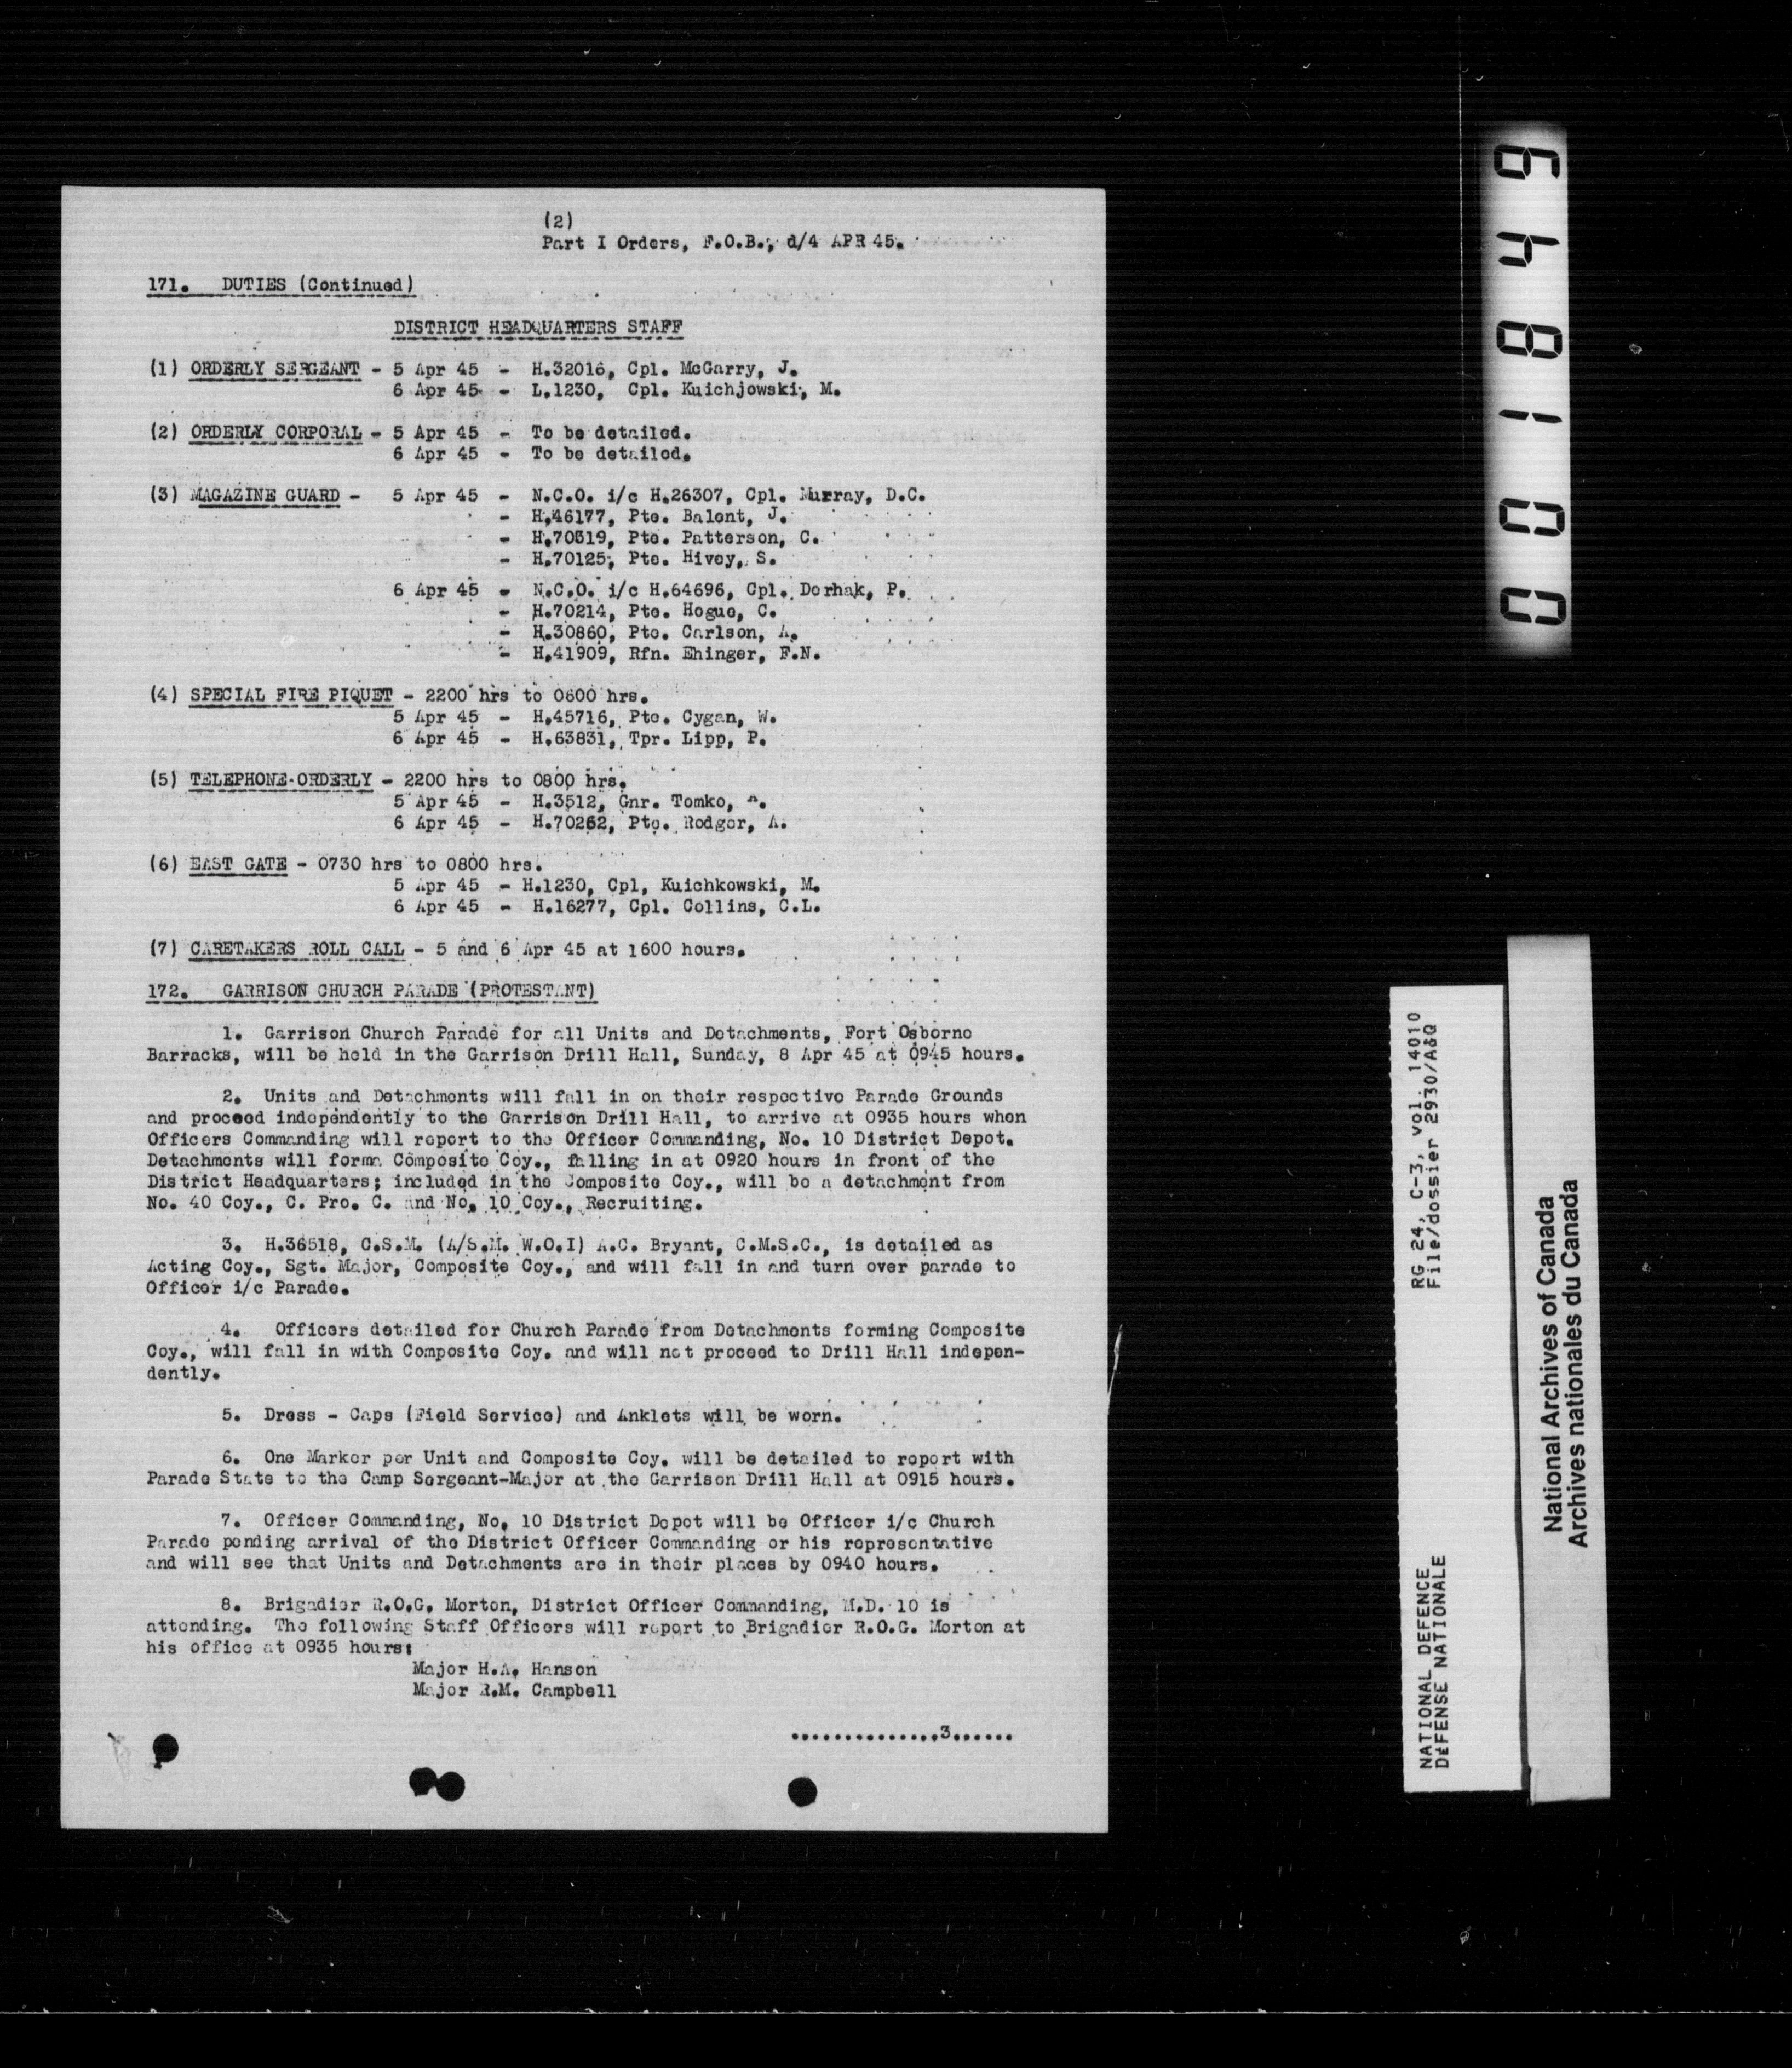 (2)
Part I Orders, F.O.B., d/4 APR 45.
171. DUTIES (Continued)
DISTRICT HEADQUARTERS STAFF
(1) ORDERLY SERGEANT - 5 Apr 45 - H.32016, Cpl. McGarry, J.
6 Apr 45 - L.1230, Cpl. Kuichjowski, M.
(2) ORDERLY CORPORAL - 5 Apr 45 - To be detailed.
6 Apr 45 - To be detailed.
(3) MAGAZINE GUARD - 5 Apr 45 - N.C.O. i/c H.26307, Cpl. Murray, D.C.
- H.46177, Pte. Balent, J.
- H.70319, Pte. Patterson, C.
- H.70125, Pte. Hivey, S.
6 Apr 45 - N.C.O. i/c H.64696, Cpl. Derhak, P.
- H.70214, Pte. Hogue, C.
- H.30860, Pte. Carlson, A.
- H.41909, Rfn. Ehinger, F.N.
(4) SPECIAL FIRE PIQUET - 2200 hrs to 0600 hrs.
5 Apr 45 - H.45716, Pte. Cygan, W.
6 Apr 45 - H.63831, Tpr. Lipp, P.
(5) TELEPHONE ORDERLY - 2200 hrs to 0800 hrs.
5 Apr 45 - H.3512, Gnr. Tomko, A.
6 Apr 45 - H.70262, Pte. Rodger, A.
(6) EAST GATE - 0730 hrs to 0800 hrs.
5 Apr 45 - H.1230, Cpl, Kuichkowski, M.
6 Apr 45 - H.16277, Cpl. Collins, C.L.
(7) CARETAKERS ROLL CALL - 5 and 6 Apr 45 at 1600 hours.
172. GARRISON CHURCH PARADE (PROTESTANT)
1. Garrison Church Parade for all Units and Detachments, Fort Osborne
Barracks, will be held in the Garrison Drill Hall, Sunday, 8 Apr 45 at 0945 hours.
2. Units and Detachments will fall in on their respective Parade Grounds
and proceed independently to the Garrison Drill Hall, to arrive at 0935 hours when
Officers Commanding will report to the Officer Commanding, No. 10 District Depot.
Detachments will forma Composite Coy., falling in at 0920 hours in front of the
District Headquarters; included in the Composite Coy., will be a detachment from
No. 40 Coy., C. Pro. C. and No. 10 Coy., Recruiting.
3. H.36518, C.S.M. (A/S.M. W.O.I) A.C. Bryant, C.M.S.C., is detailed as
Acting Coy., Sgt. Major, Composite Coy., and will fall in and turn over parade to
Officer i/c Parade.
4. Officers detailed for Church Parade from Detachments forming Composite
Coy., will fall in with Composite Coy. and will not proceed to Drill Hall indepen-
dently.
5. Dress - Caps (Field Service) and Anklets will be worn.
6. One Marker per Unit and Composite Coy. will be detailed to report with
Parade State to the Camp Sergeant-Major at the Garrison Drill Hall at 0915 hours.
7. Officer Commanding, No. 10 District Depot will be Officer i/c Church
Parade pending arrival of the District Officer Commanding or his representative
and will see that Units and Detachments are in their places by 0940 hours.
8. Brigadier R.O.G. Morton, District Officer Commanding, M.D. 10 is
attending. The following Staff Officers will report to Brigadier R.O.G. Morton at
his office at 0935 hours:
Major H.A. Hanson
Major R.M. Campbell
...............3......
0001849
NATIONAL DEFENCE RG 24, C-3, vol. 14010
DÉFENSE NATIONALE File/dossier 2930/A&Q
National Archives of Canada
Archives nationales du Canada